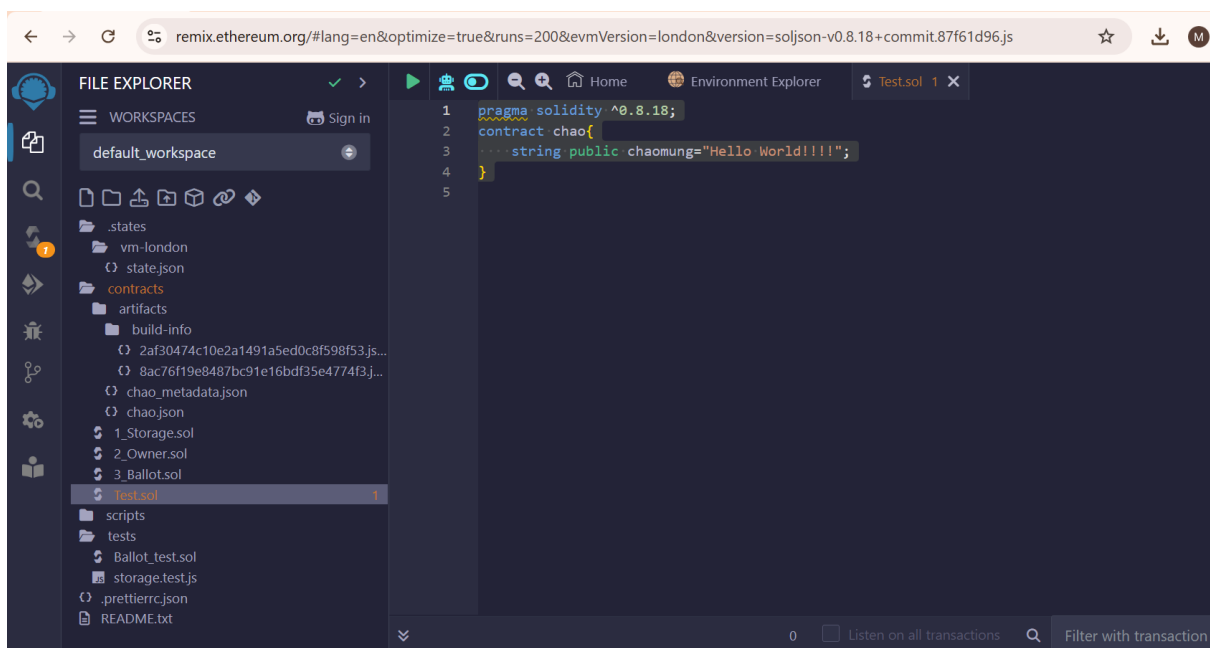 remix.ethereum.org/#lang=en&optimize=true&runs=200&evmVersion=london&version=soljson-v0.8.18+commit.87f61d96.js
M
FILE EXPLORER
WORKSPACES
Sign in
default_workspace
1
.states
vm-london
{} state.json
contracts
artifacts
build-info
{} 2af30474c10e2a1491a5ed0c8f598f53.js...
{} 8ac76f19e8487bc91e16bdf35e4774f3.j...
{} chao_metadata.json
{} chao.json
1_Storage.sol
2_Owner.sol
3_Ballot.sol
Test.sol 1
scripts
tests
Ballot_test.sol
JS storage.test.js
{} .prettierrc.json
README.txt
Home
Environment Explorer
Test.sol 1
1 pragma solidity ^0.8.18;
2 contract chao{
3 string public chaomung="Hello World!!!!";
4 }
5
0
Listen on all transactions
Filter with transaction